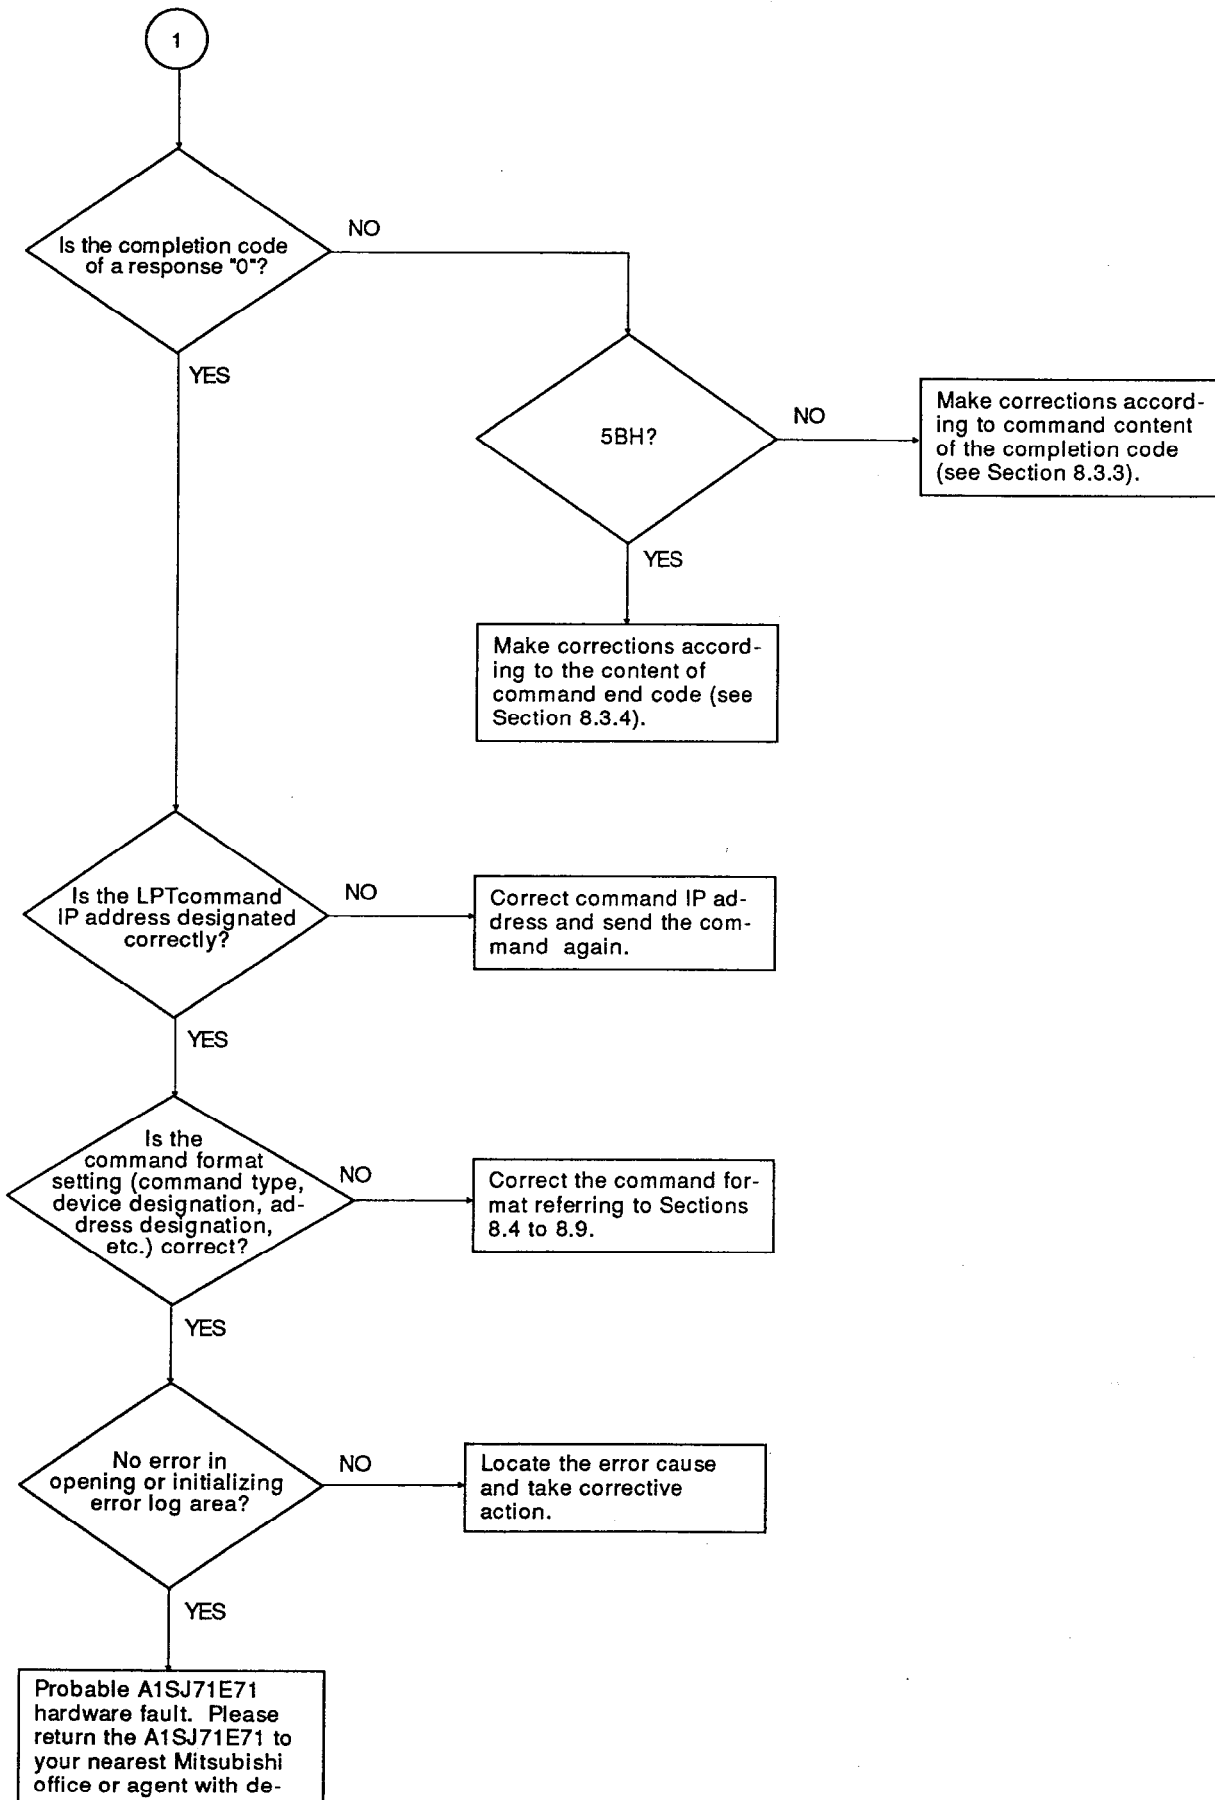 1
Is the completion code
of a response "0"?
NO
YES
5BH?
NO
Make corrections accord-
ing to command content
of the completion code
(see Section 8.3.3).
YES
Make corrections accord-
ing to the content of
command end code (see
Section 8.3.4).
Is the LPTcommand
IP address designated
correctly?
NO
Correct command IP ad-
dress and send the com-
mand again.
YES
Is the
command format
setting (command type,
device designation, ad-
dress designation,
etc.) correct?
NO
Correct the command for-
mat referring to Sections
8.4 to 8.9.
YES
No error in
opening or initializing
error log area?
NO
Locate the error cause
and take corrective
action.
YES
Probable A1SJ71E71
hardware fault. Please
return the A1SJ71E71 to
your nearest Mitsubishi
office or agent with de-